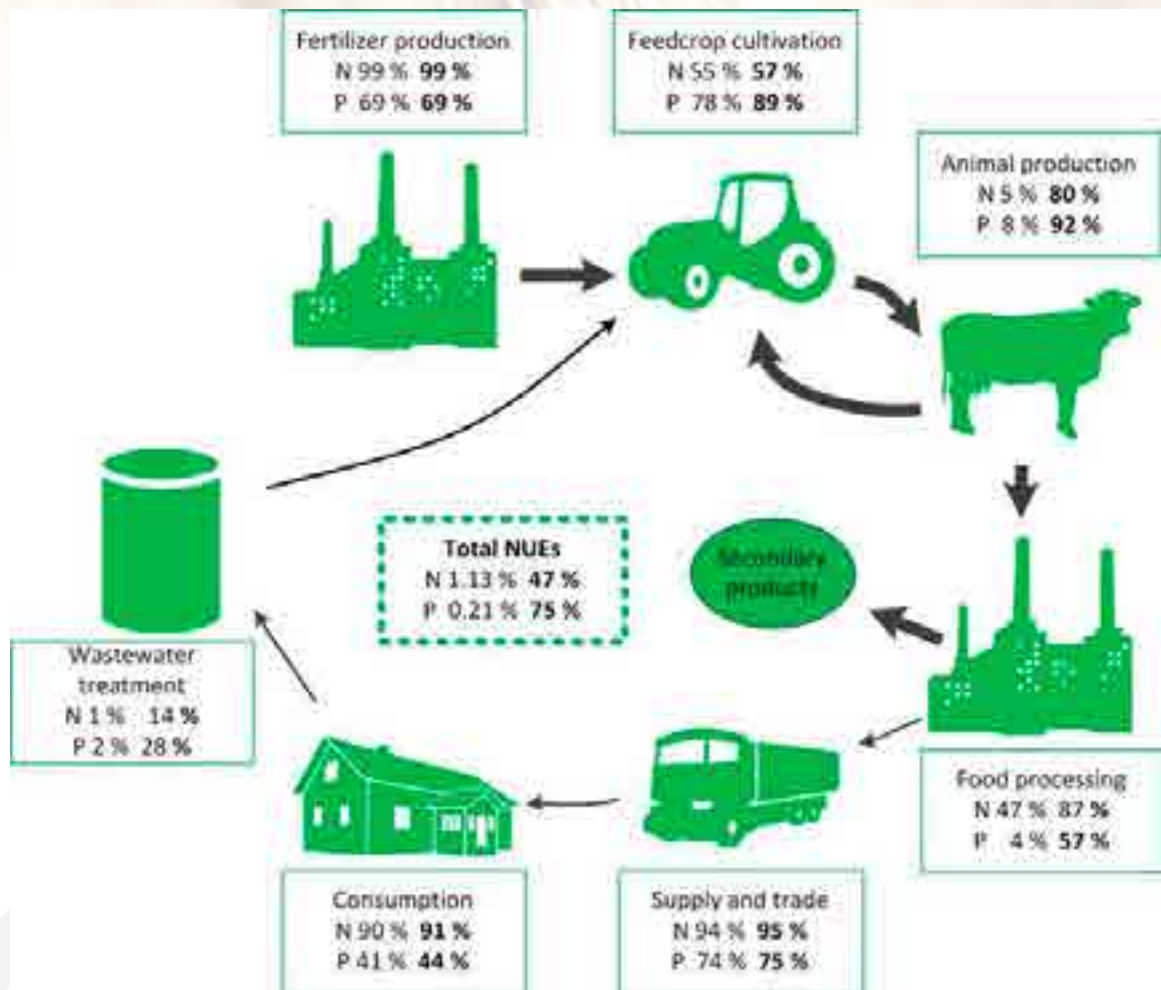 Fertilizer production
N 99 % 99 %
P 69 % 69 %
Feedcrop cultivation
N 55 % 57 %
P 78 % 89 %
Animal production
N 5 % 80 %
P 8 % 92 %
Total NUEs
N 1.13 % 47 %
P 0.21 % 75 %
Secondary
products
Wastewater
treatment
N 1 % 14 %
P 2 % 28 %
Food processing
N 47 % 87 %
P 4 % 57 %
Consumption
N 90 % 91 %
P 41 % 44 %
Supply and trade
N 94 % 95 %
P 74 % 75 %